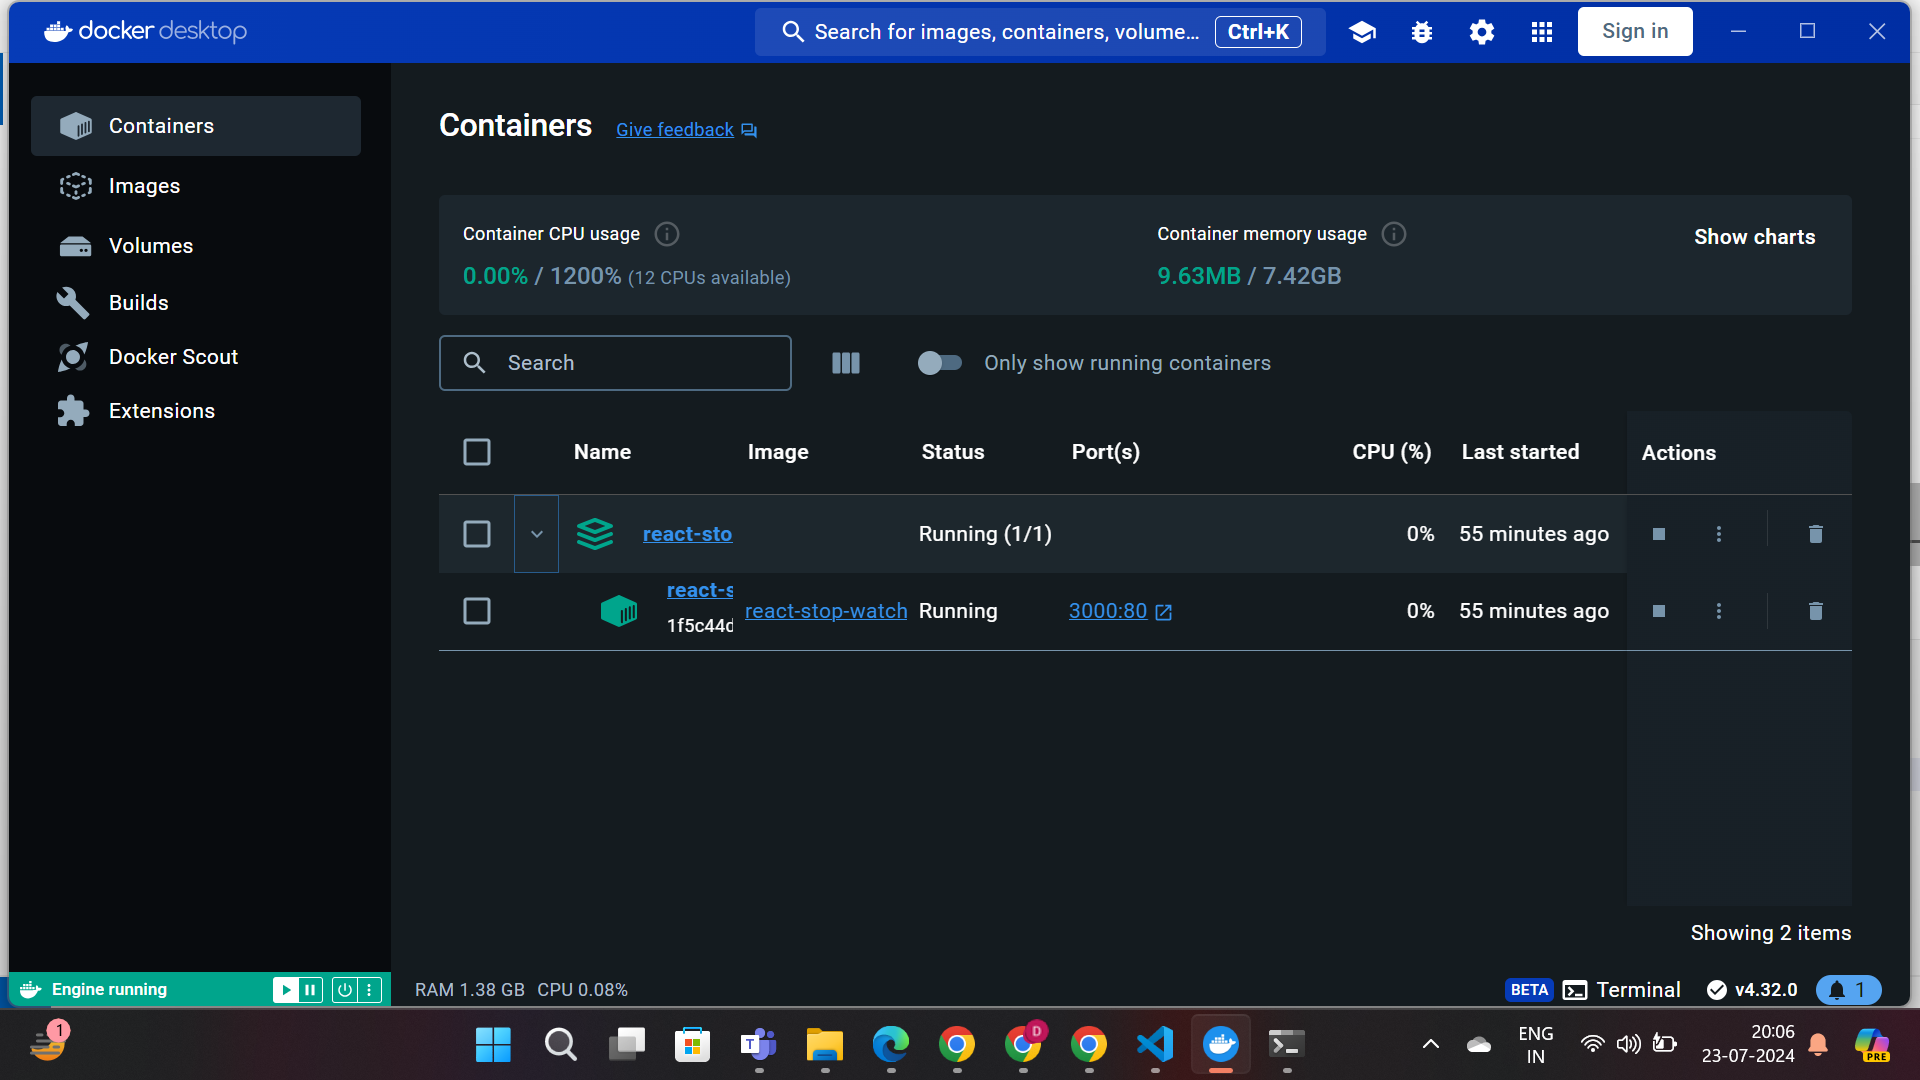 docker desktop
Search for images, containers, volume... Ctrl+K
Sign in
Containers
Images
Volumes
Builds
Docker Scout
Extensions
Containers Give feedback
Container CPU usage
0.00% / 1200% (12 CPUs available)
Container memory usage
9.63MB / 7.42GB
Show charts
Search
Only show running containers
Name Image Status Port(s) CPU (%) Last started Actions
react-sto Running (1/1) 0% 55 minutes ago
react-s
1f5c44d
react-stop-watch Running 3000:80 0% 55 minutes ago
Showing 2 items
Engine running
RAM 1.38 GB CPU 0.08%
BETA Terminal v4.32.0 1
1
T
D
ENG
IN
20:06
23-07-2024
PRE